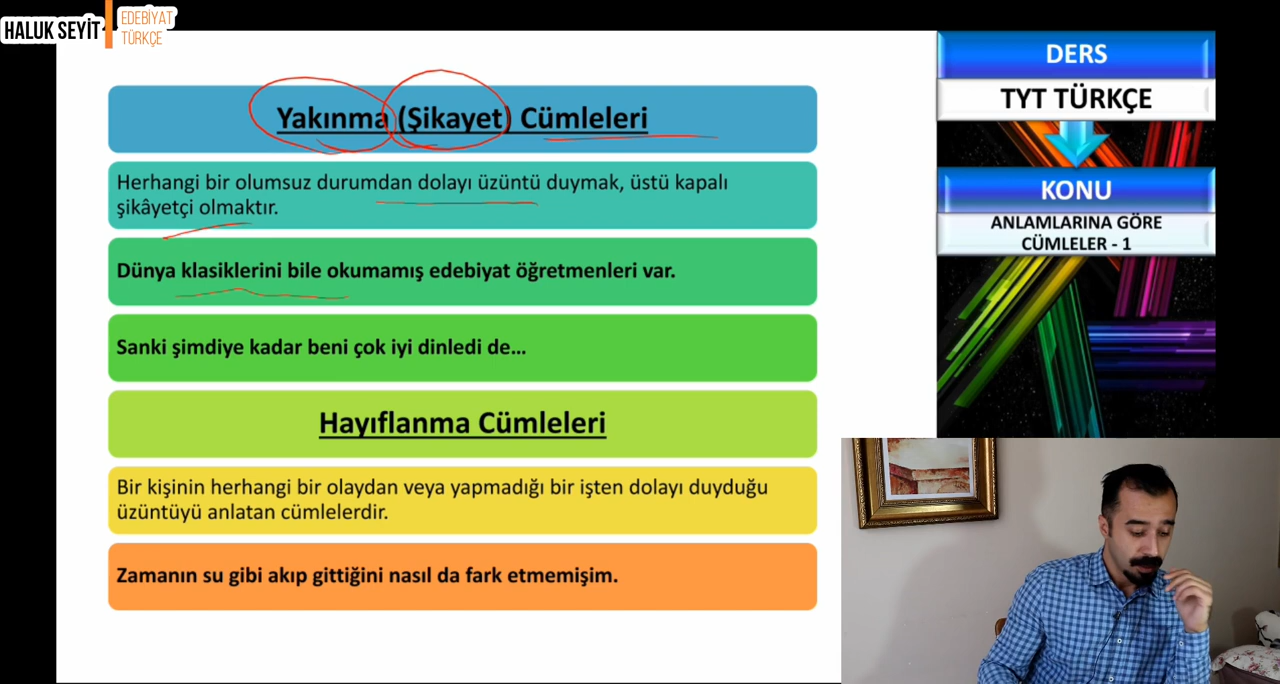 HALUK SEYİT
EDEBİYAT
TÜRKÇE
Yakınma (Şikayet) Cümleleri
Herhangi bir olumsuz durumdan dolayı üzüntü duymak, üstü kapalı
şikâyetçi olmaktır.
Dünya klasiklerini bile okumamış edebiyat öğretmenleri var.
Sanki şimdiye kadar beni çok iyi dinledi de...
Hayıflanma Cümleleri
Bir kişinin herhangi bir olaydan veya yapmadığı bir işten dolayı duyduğu
üzüntüyü anlatan cümlelerdir.
Zamanın su gibi akıp gittiğini nasıl da fark etmemişim.
DERS
TYT TÜRKÇE
KONU
ANLAMLARINA GÖRE
CÜMLELER - 1